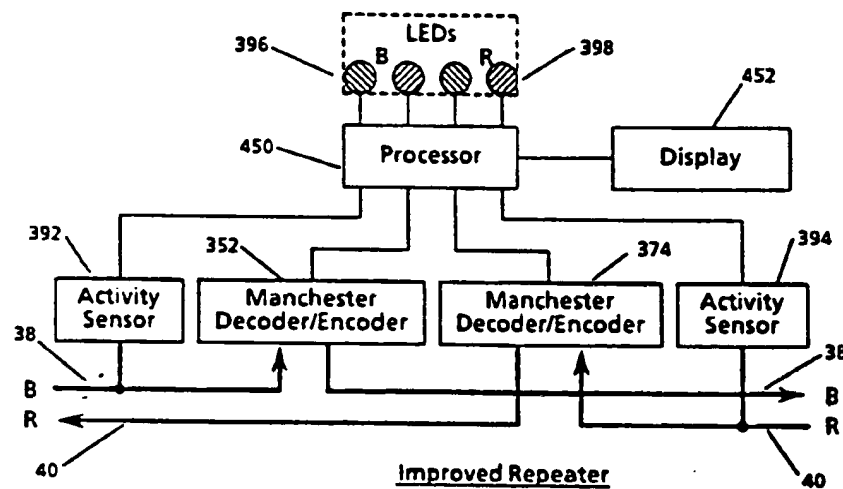 LEDs
396
B
R
398
452
450
Processor
Display
392
352
374
394
Activity
Sensor
Manchester
Decoder/Encoder
Manchester
Decoder/Encoder
Activity
Sensor
38
38
B
B
R
R
40
40
Improved Repeater